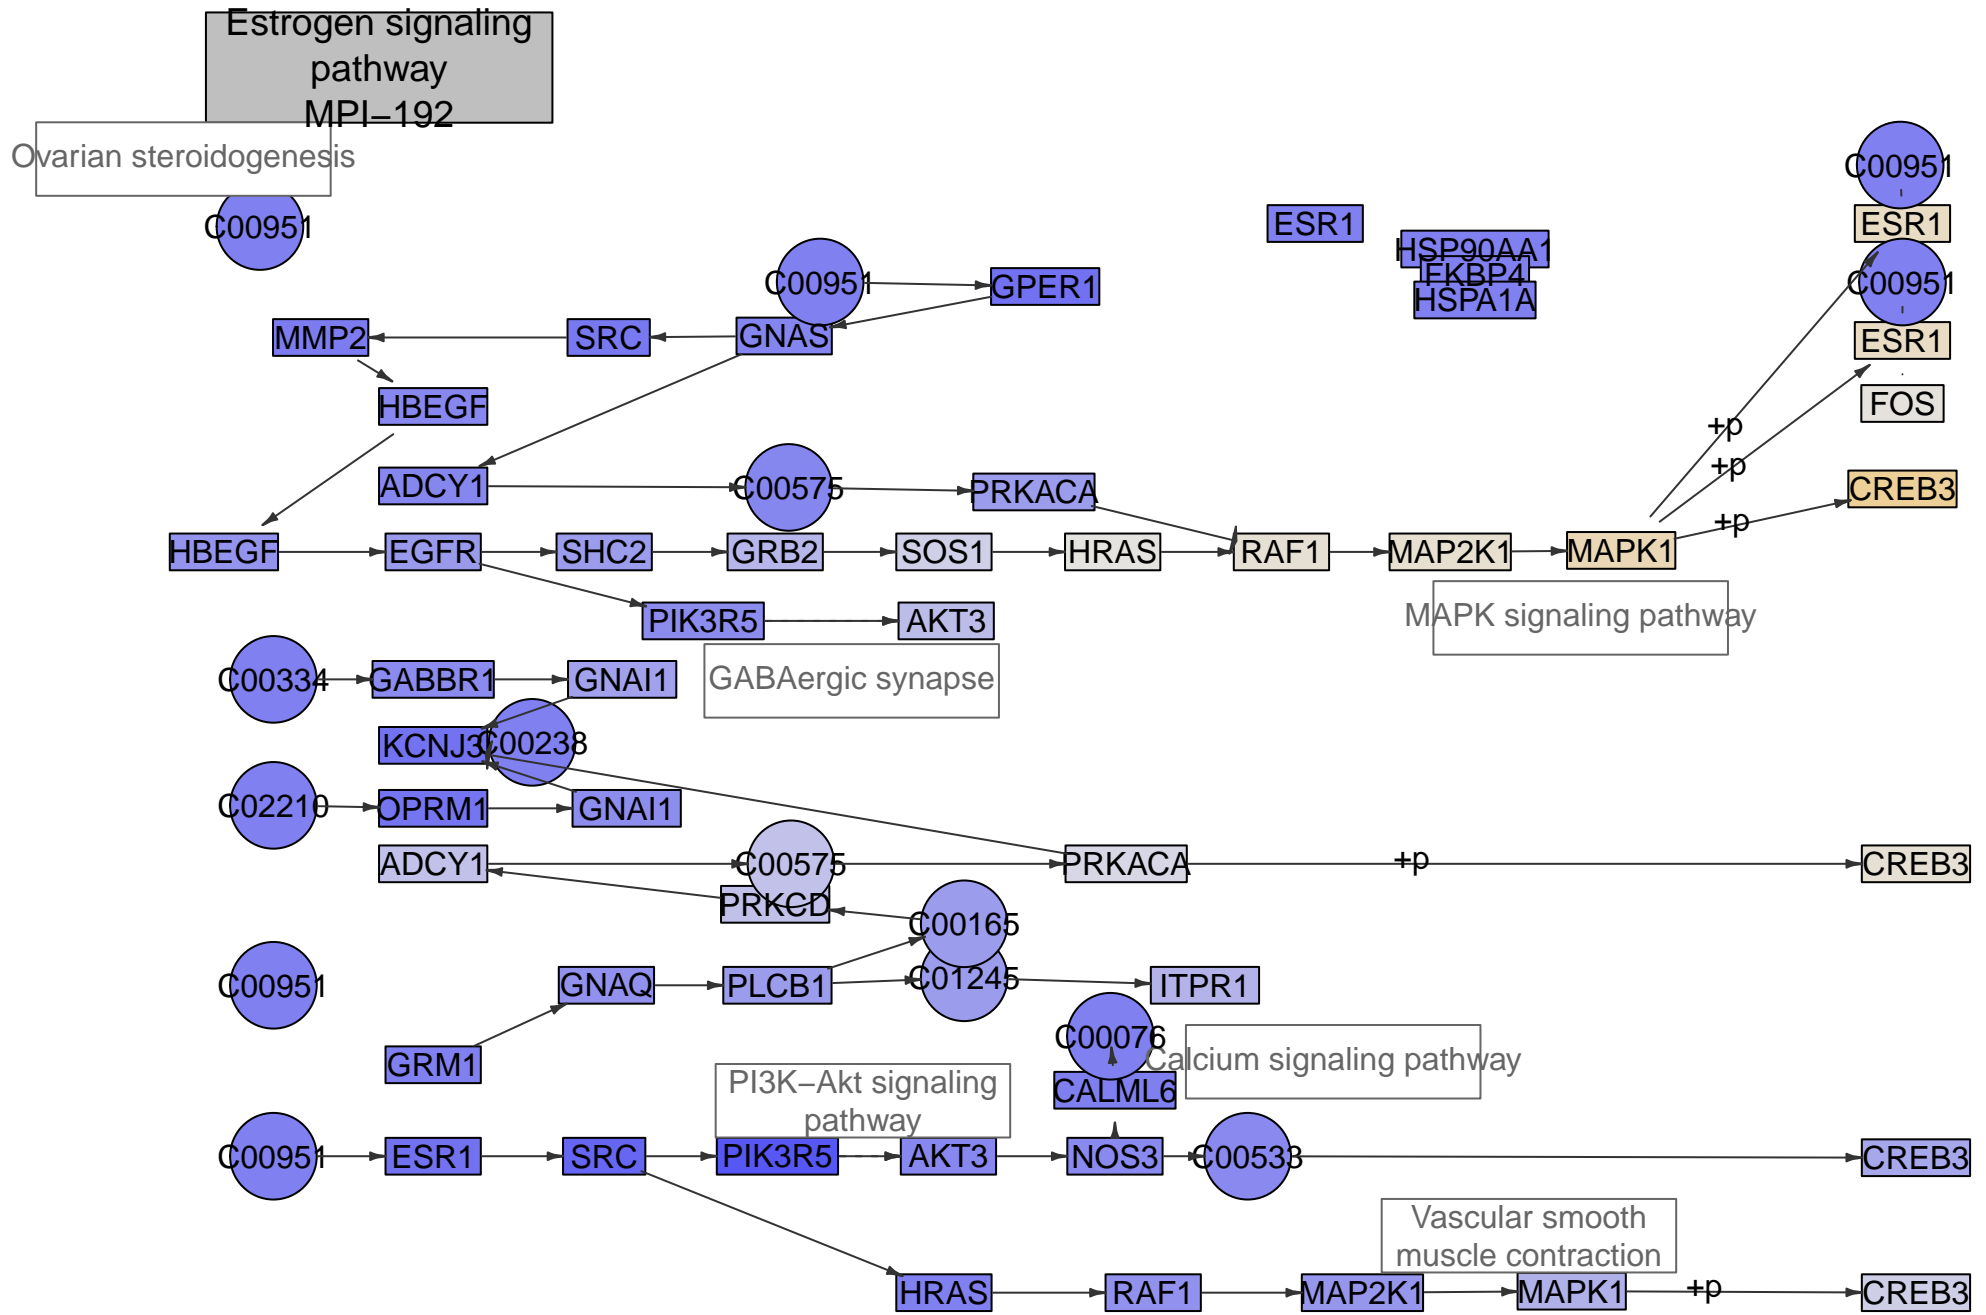 Estrogen signaling
pathway
MPI−192
Ovarian steroidogenesis
C00951
C00951
ESR1
ESR1
HSP90AA1
FKBP4
HSPA1A
C00951
GPER1
C00951
ESR1
MMP2
SRC
GNAS
HBEGF
FOS
+p
+p
+p
ADCY1
C00575
PRKACA
CREB3
HBEGF
EGFR
SHC2
GRB2
SOS1
HRAS
RAF1
MAP2K1
MAPK1
PIK3R5
AKT3
MAPK signaling pathway
C00334
GABBR1
GNAI1
GABAergic synapse
KCNJ3
C00238
C02210
OPRM1
GNAI1
ADCY1
C00575
PRKACA
+p
CREB3
PRKCD
C00165
C00951
GNAQ
PLCB1
C01245
ITPR1
C00076
Calcium signaling pathway
GRM1
CALML6
PI3K−Akt signaling
pathway
C00951
ESR1
SRC
PIK3R5
AKT3
NOS3
C00533
CREB3
Vascular smooth
muscle contraction
HRAS
RAF1
MAP2K1
MAPK1
+p
CREB3